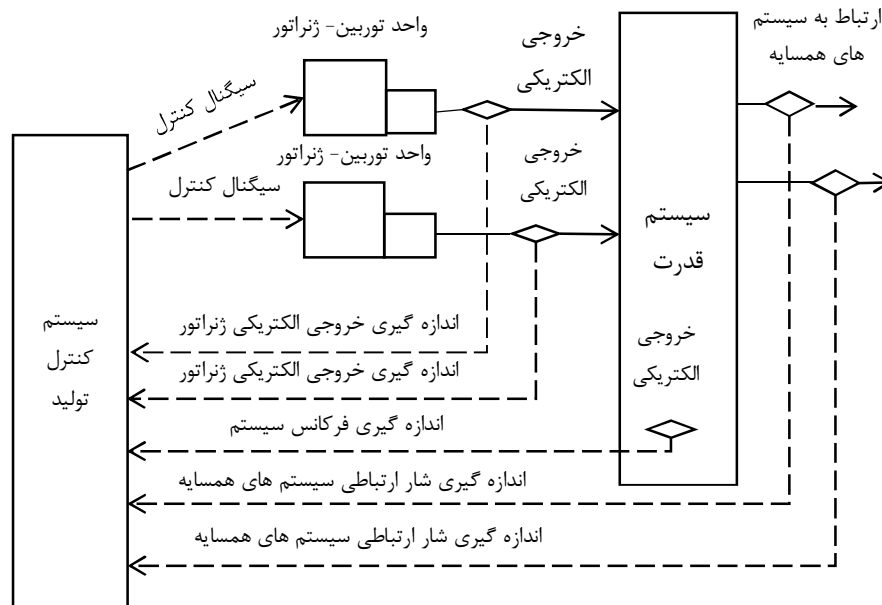 واحد توربین- ژنراتور
خروجی
الکتریکی
ارتباط به سیستم
های همسایه
سیگنال کنترل
واحد توربین- ژنراتور
خروجی
الکتریکی
سیگنال کنترل
سیستم
قدرت
خروجی
الکتریکی
سیستم
کنترل
تولید
اندازه گیری خروجی الکتریکی ژنراتور
اندازه گیری خروجی الکتریکی ژنراتور
اندازه گیری فرکانس سیستم
اندازه گیری شار ارتباطی سیستم های همسایه
اندازه گیری شار ارتباطی سیستم های همسایه